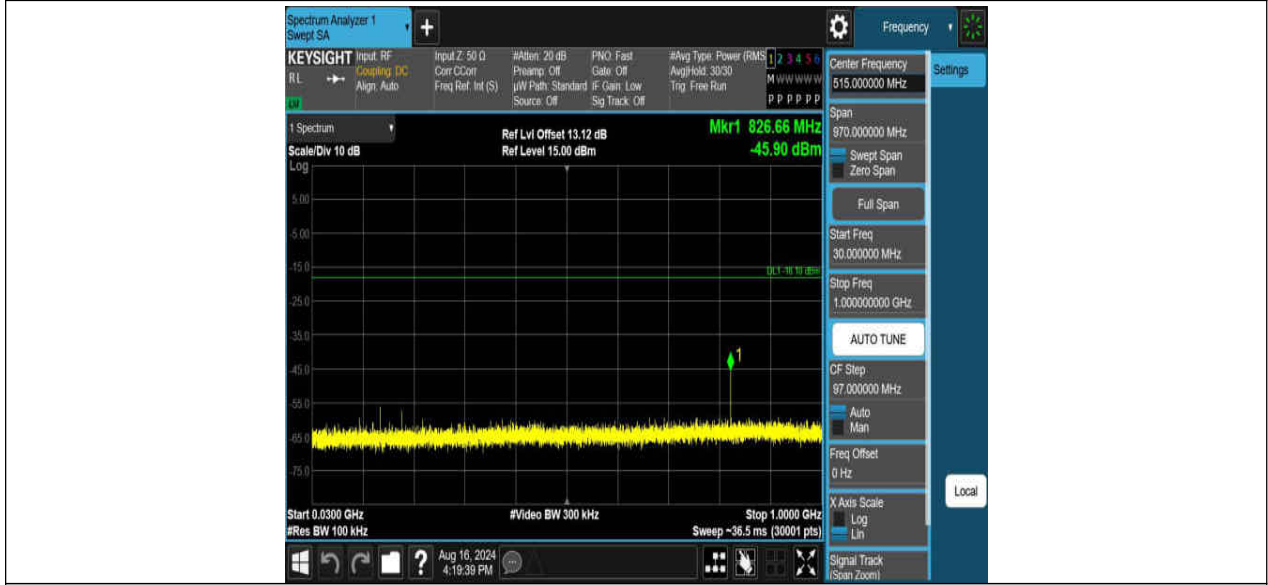 Spectrum Analyzer 1
Swept SA
+
Frequency
KEYSIGHT
RL
Input: RF
Coupling: DC
Align: Auto
Input Z: 50 Ω
Corr CCorr
Freq Ref: Int (S)
#Atten: 20 dB
Preamp: Off
µW Path: Standard
Source: Off
PNO: Fast
Gate: Off
IF Gain: Low
Sig Track: Off
#Avg Type: Power (RMS
Avg|Hold: 30/30
Trig: Free Run
1 2 3 4 5 6
M W W W W W
P P P P P P
1 Spectrum
Scale/Div 10 dB
Log
Ref Lvl Offset 13.12 dB
Ref Level 15.00 dBm
Mkr1 826.66 MHz
-45.90 dBm
5.00
-5.00
-15.0
-25.0
-35.0
-45.0
-55.0
-65.0
-75.0
1
Start 0.0300 GHz
#Res BW 100 kHz
#Video BW 300 kHz
Stop 1.0000 GHz
Sweep ~36.5 ms (30001 pts)
?
Aug 16, 2024
4:19:39 PM
Center Frequency
515.000000 MHz
Span
970.000000 MHz
Swept Span
Zero Span
Full Span
Start Freq
30.000000 MHz
Stop Freq
1.000000000 GHz
AUTO TUNE
CF Step
97.000000 MHz
Auto
Man
Freq Offset
0 Hz
X Axis Scale
Log
Lin
Signal Track
(Span Zoom)
Settings
Local